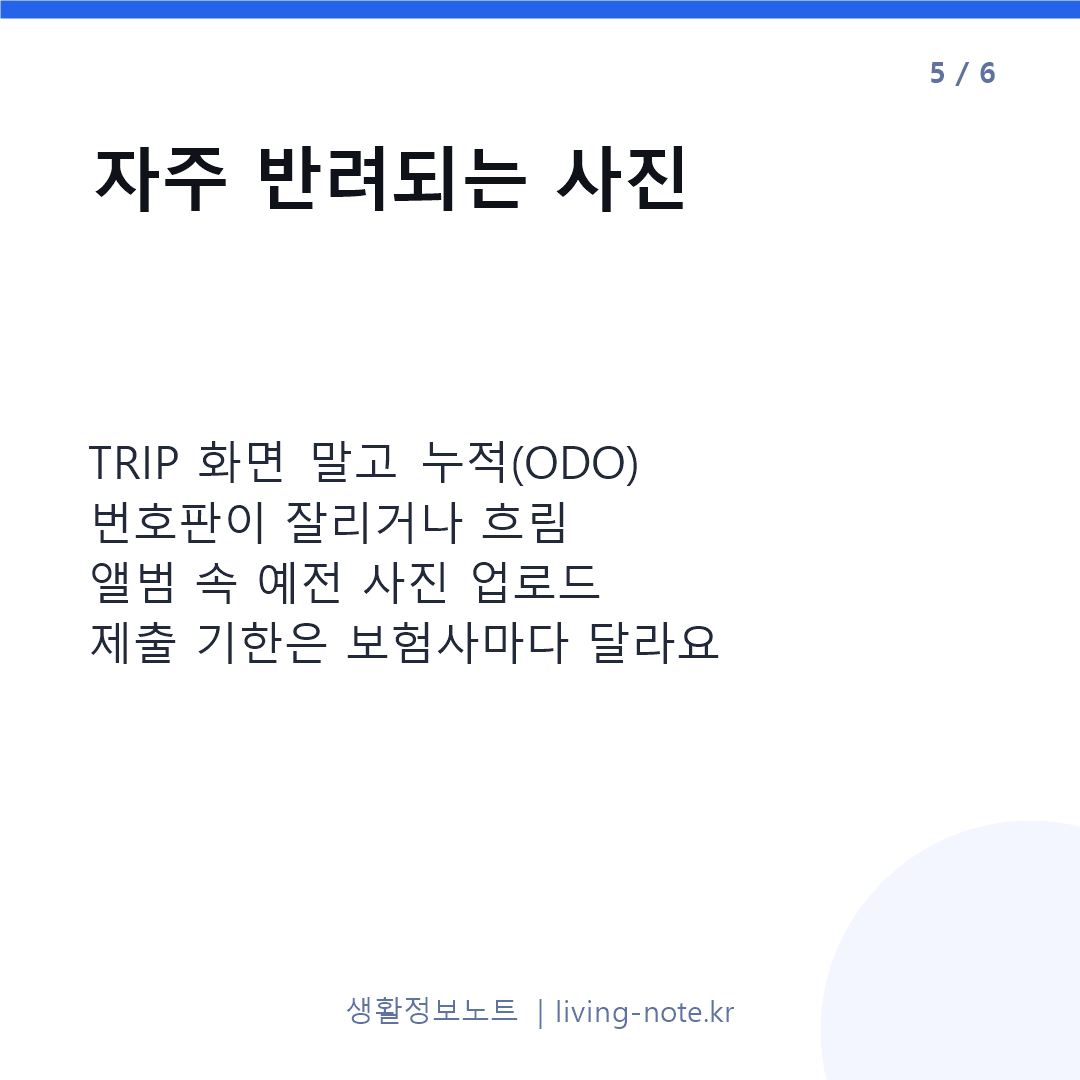 5 / 6
자주 반려되는 사진
TRIP 화면 말고 누적(ODO)
번호판이 잘리거나 흐림
앨범 속 예전 사진 업로드
제출 기한은 보험사마다 달라요
생활정보노트 | living-note.kr